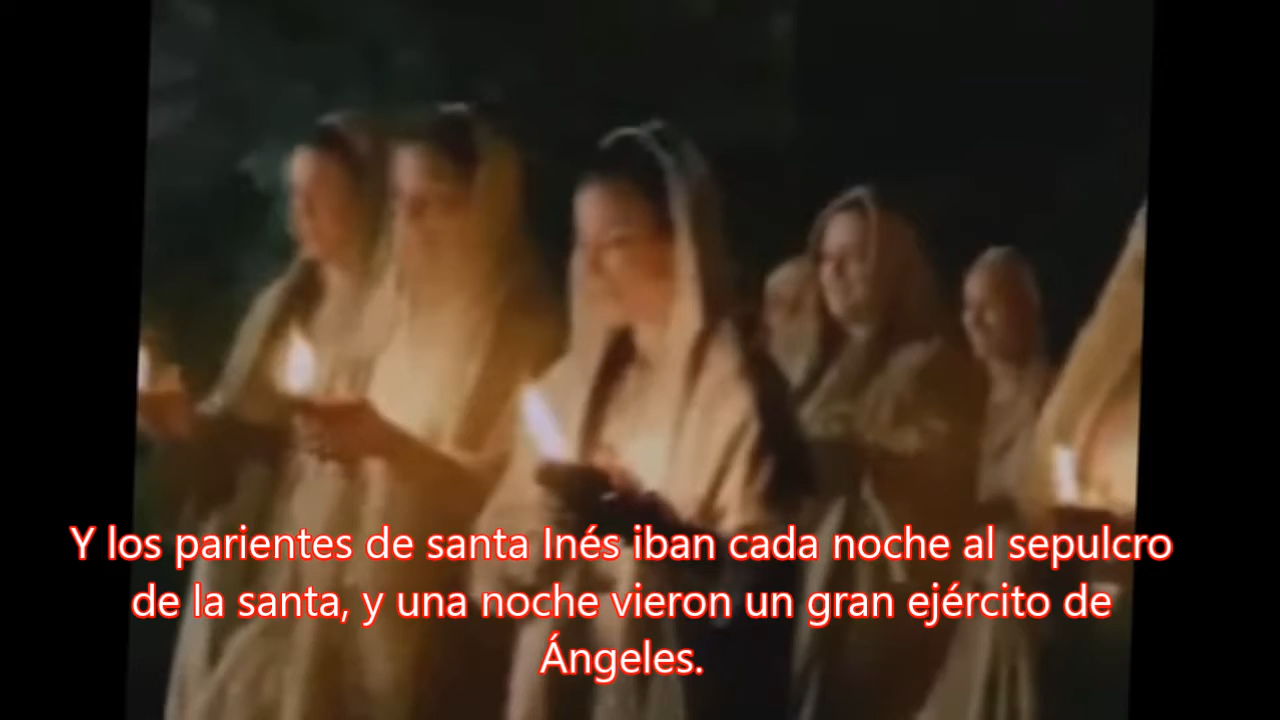 Y los parientes de santa Inés iban cada noche al sepulcro
de la santa, y una noche vieron un gran ejército de
Ángeles.